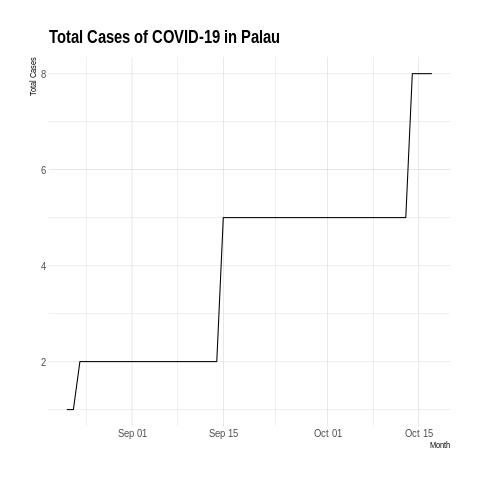 Total Cases of COVID-19 in Palau
Total Cases
8
6
4
2
Sep 01 Sep 15 Oct 01 Oct 15
Month